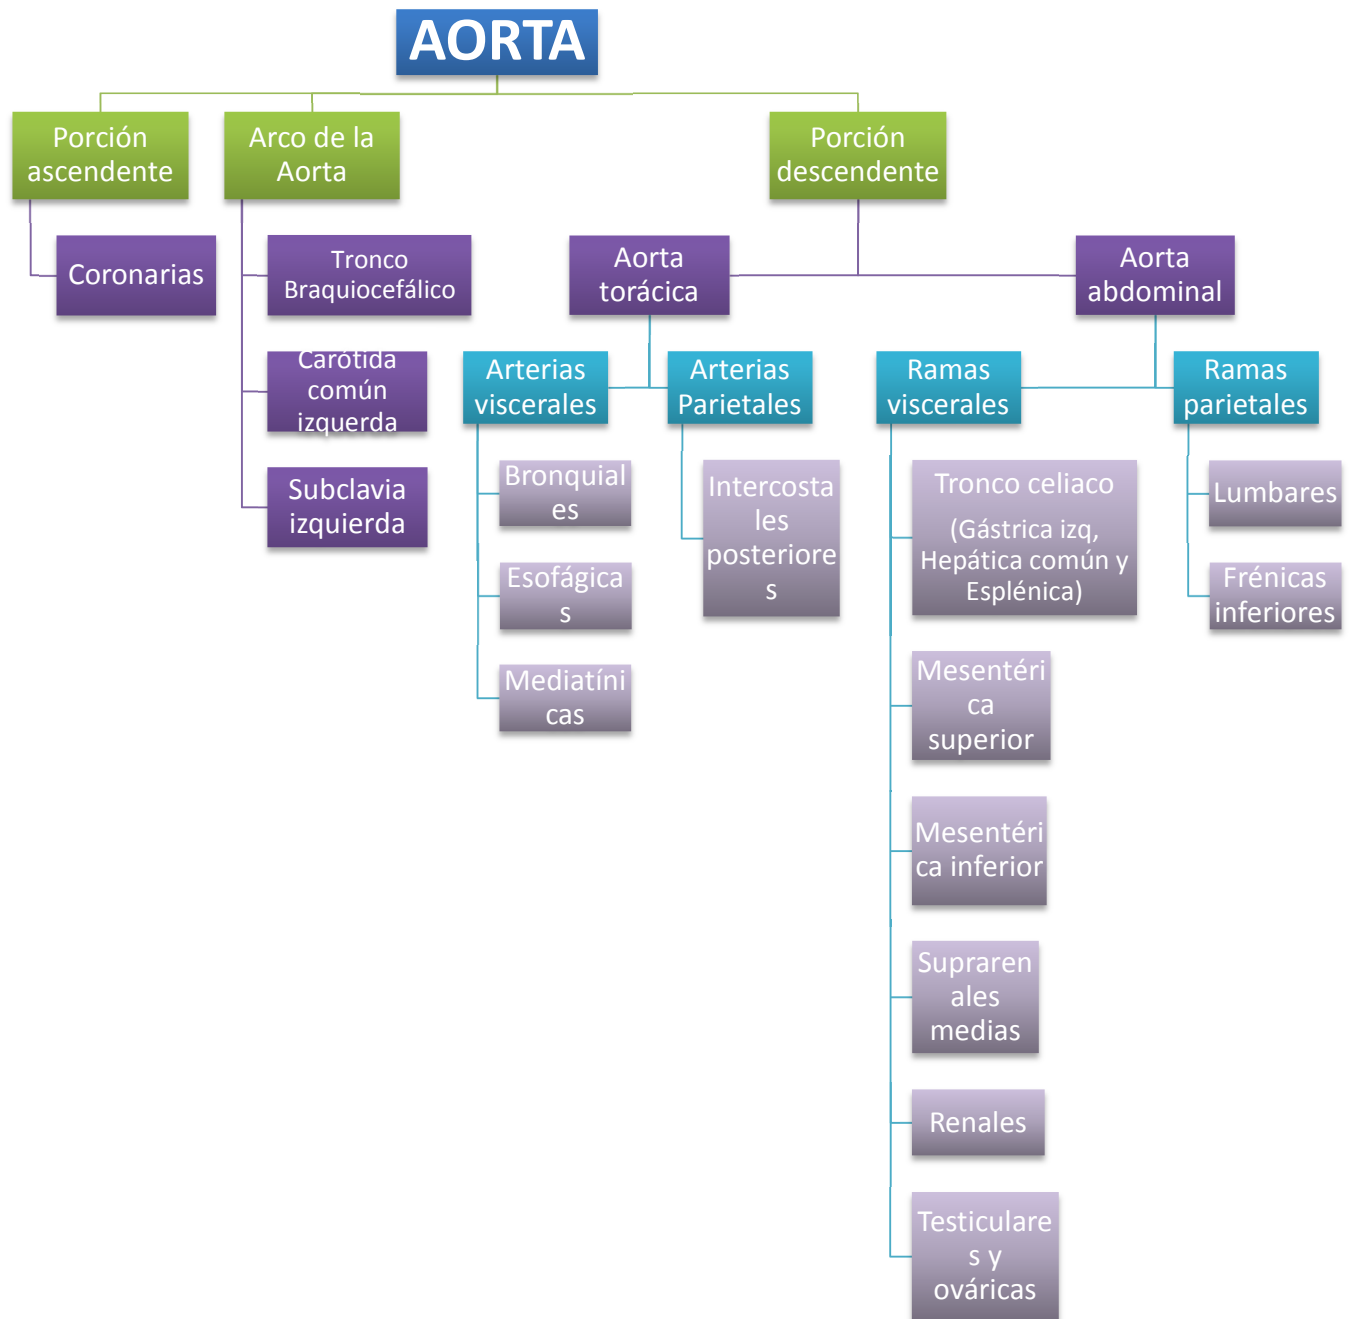 AORTA
Porción
ascendente
Arco de la
Aorta
Porción
descendente
Coronarias
Tronco
Braquiocefálico
Carótida
común
izquerda
Subclavia
izquierda
Aorta
torácica
Aorta
abdominal
Arterias
viscerales
Arterias
Parietales
Ramas
viscerales
Ramas
parietales
Bronquial
es
Esofágica
s
Mediatíni
cas
Intercosta
les
posteriore
s
Tronco celiaco
(Gástrica izq,
Hepática común y
Esplénica)
Mesentéri
ca
superior
Mesentéri
ca inferior
Supraren
ales
medias
Renales
Testiculare
s y
ováricas
Lumbares
Frénicas
inferiores